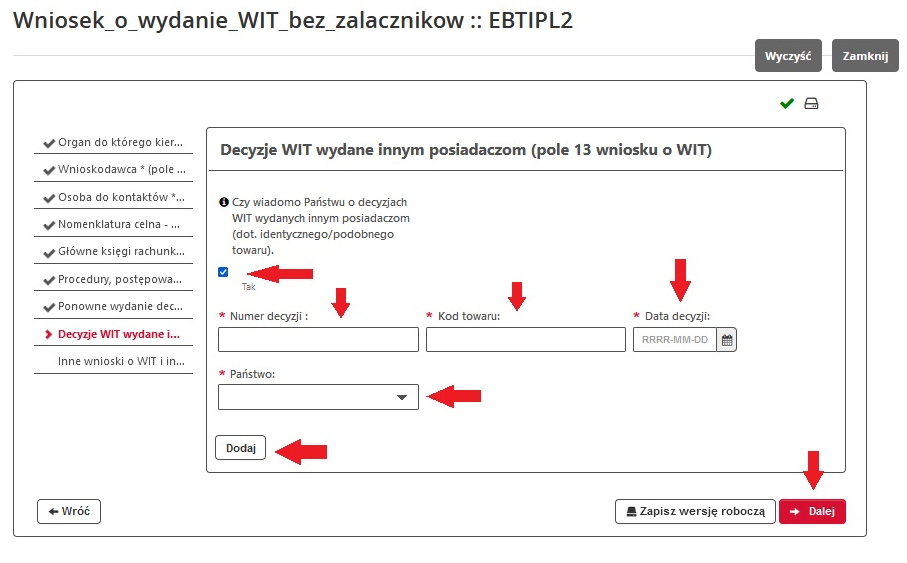 Wniosek_o_wydanie_WIT_bez_zalacznikow :: EBTIPL2
Wyczyść
Zamknij
Organ do którego kier...
Wnioskodawca * (pole ...
Osoba do kontaktów *...
Nomenklatura celna - ...
Główne księgi rachunk...
Procedury, postępowa...
Ponowne wydanie dec...
Decyzje WIT wydane i...
Inne wnioski o WIT i in...
Decyzje WIT wydane innym posiadaczom (pole 13 wniosku o WIT)
Czy wiadomo Państwu o decyzjach
WIT wydanych innym posiadaczom
(dot. identycznego/podobnego
towaru).
Tak
* Numer decyzji :
* Kod towaru:
* Data decyzji:
RRRR-MM-DD
* Państwo:
Dodaj
Wróć
Zapisz wersję roboczą
Dalej